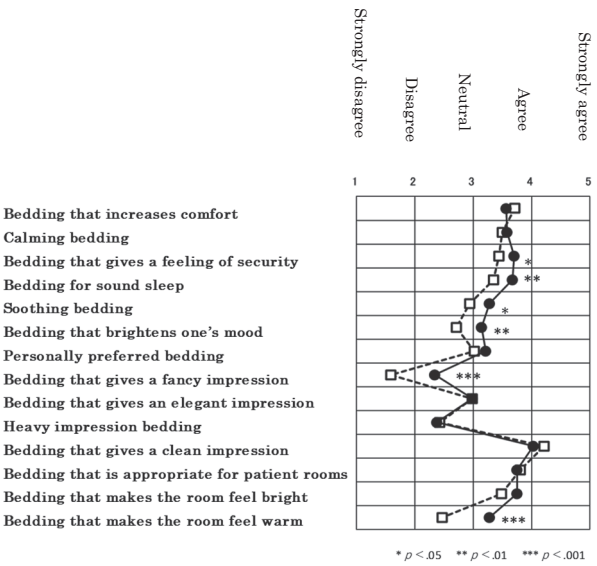 Strongly disagree
Disagree
Neutral
Agree
Strongly agree
1 2 3 4 5
Bedding that increases comfort
Calming bedding
Bedding that gives a feeling of security *
Bedding for sound sleep **
Soothing bedding *
Bedding that brightens one's mood **
Personally preferred bedding
Bedding that gives a fancy impression ***
Bedding that gives an elegant impression
Heavy impression bedding
Bedding that gives a clean impression
Bedding that is appropriate for patient rooms
Bedding that makes the room feel bright
Bedding that makes the room feel warm ***
* p <.05 ** p <.01 *** p <.001